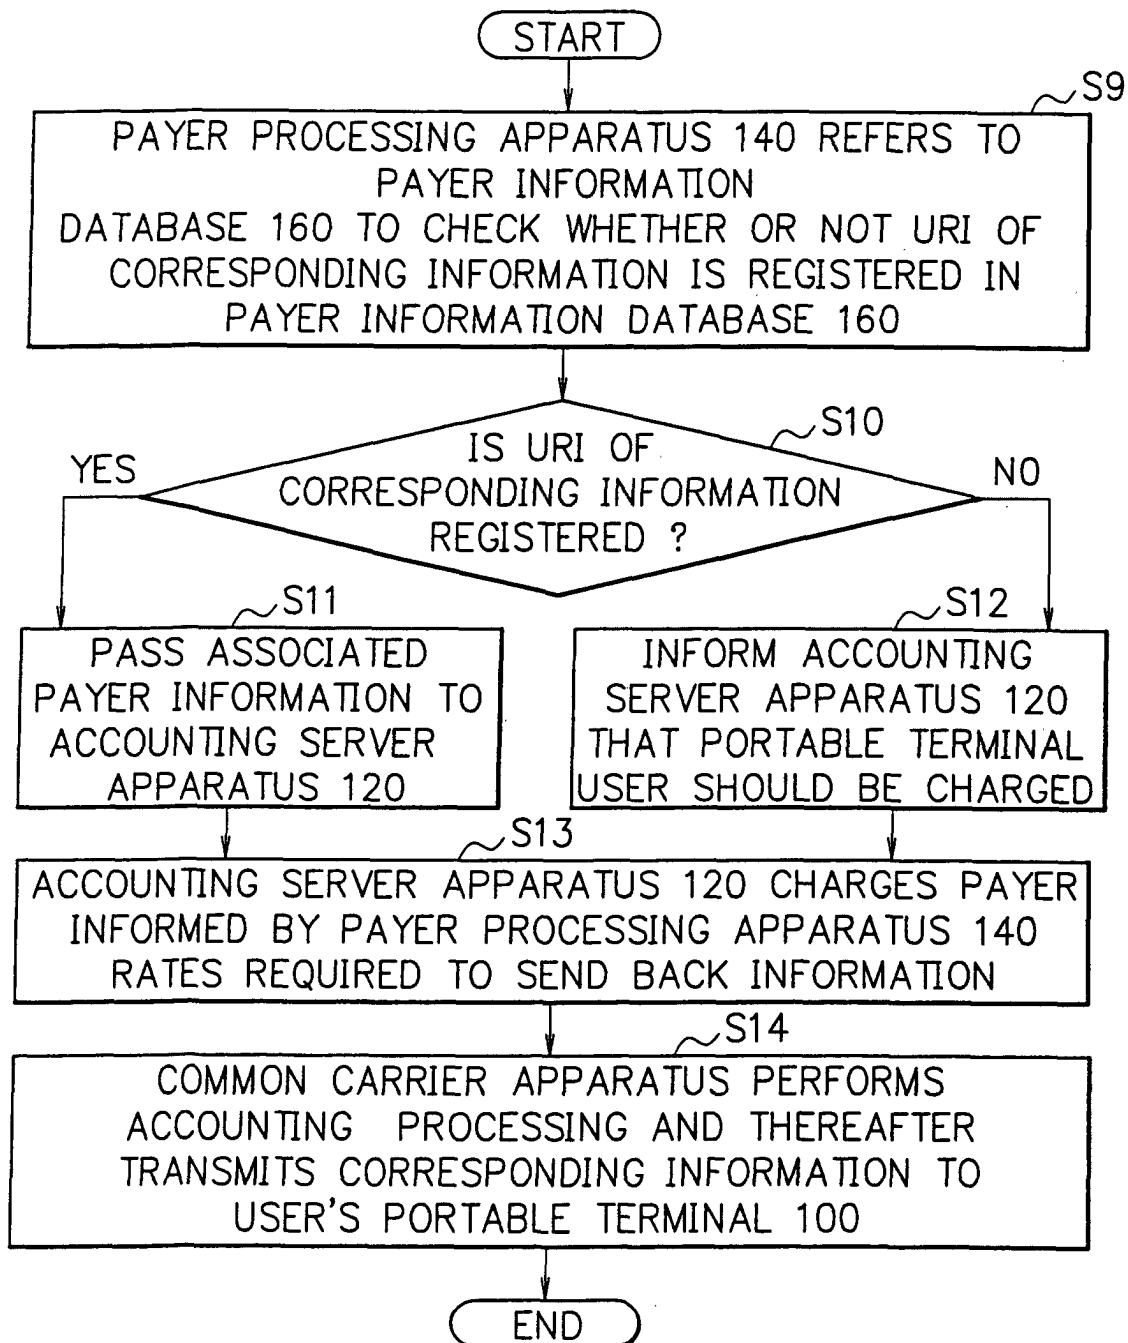 START
S9
PAYER PROCESSING APPARATUS 140 REFERS TO
PAYER INFORMATION
DATABASE 160 TO CHECK WHETHER OR NOT URI OF
CORRESPONDING INFORMATION IS REGISTERED IN
PAYER INFORMATION DATABASE 160
S10
IS URI OF
CORRESPONDING INFORMATION
REGISTERED ?
YES
NO
S11
PASS ASSOCIATED
PAYER INFORMATION TO
ACCOUNTING SERVER
APPARATUS 120
S12
INFORM ACCOUNTING
SERVER APPARATUS 120
THAT PORTABLE TERMINAL
USER SHOULD BE CHARGED
S13
ACCOUNTING SERVER APPARATUS 120 CHARGES PAYER
INFORMED BY PAYER PROCESSING APPARATUS 140
RATES REQUIRED TO SEND BACK INFORMATION
S14
COMMON CARRIER APPARATUS PERFORMS
ACCOUNTING PROCESSING AND THEREAFTER
TRANSMITS CORRESPONDING INFORMATION TO
USER'S PORTABLE TERMINAL 100
END